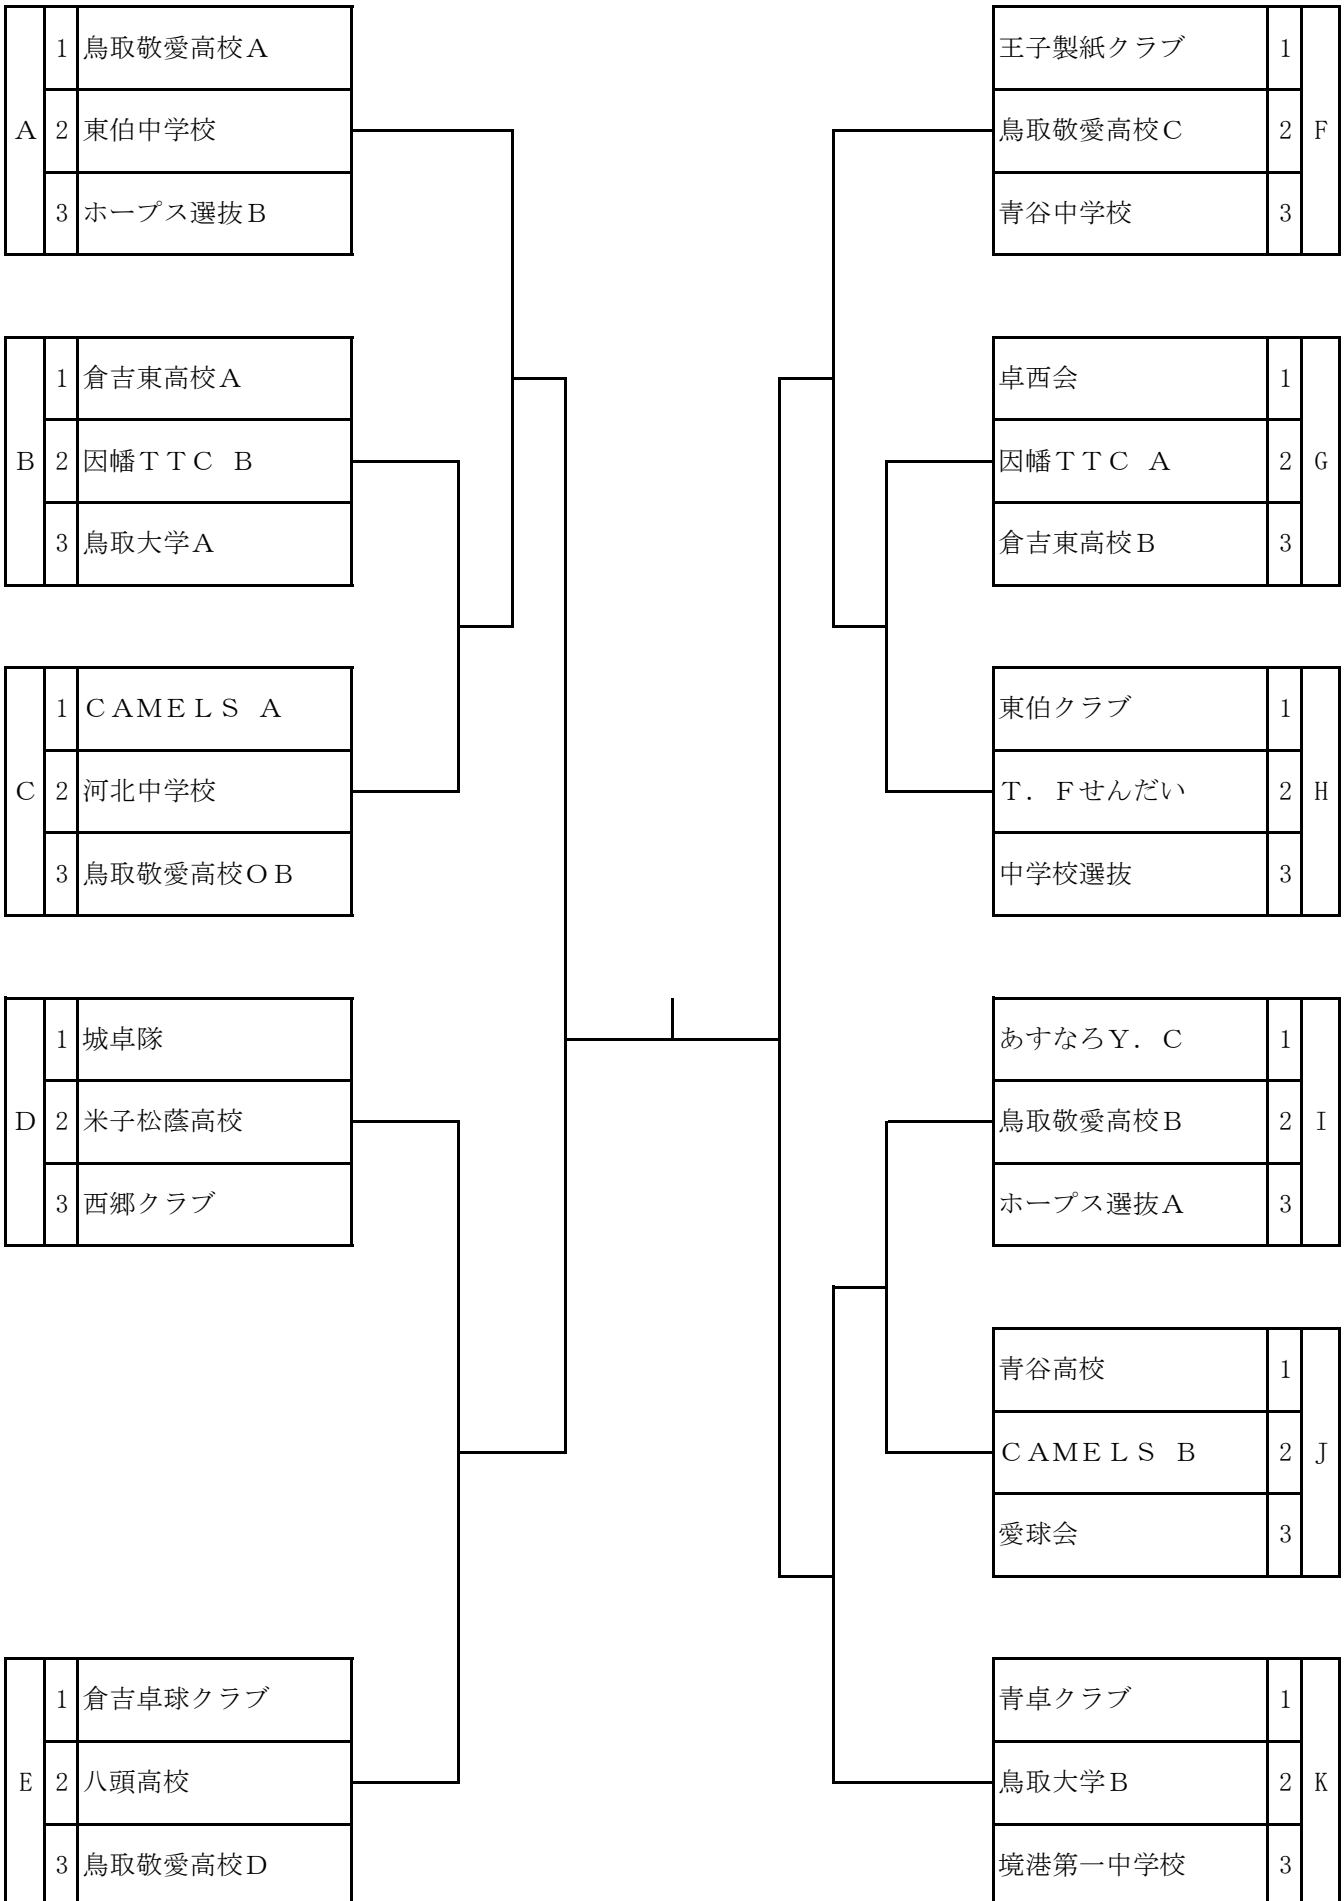 A
1 鳥取敬愛高校A
2 東伯中学校
3 ホープス選抜B
B
1 倉吉東高校A
2 因幡TTC B
3 鳥取大学A
C
1 CAMELS A
2 河北中学校
3 鳥取敬愛高校OB
D
1 城卓隊
2 米子松蔭高校
3 西郷クラブ
E
1 倉吉卓球クラブ
2 八頭高校
3 鳥取敬愛高校D
王子製紙クラブ 1
鳥取敬愛高校C 2
青谷中学校 3
F
卓西会 1
因幡TTC A 2
倉吉東高校B 3
G
東伯クラブ 1
T.Fせんだい 2
中学校選抜 3
H
あすなろY.C 1
鳥取敬愛高校B 2
ホープス選抜A 3
I
青谷高校 1
CAMELS B 2
愛球会 3
J
青卓クラブ 1
鳥取大学B 2
境港第一中学校 3
K